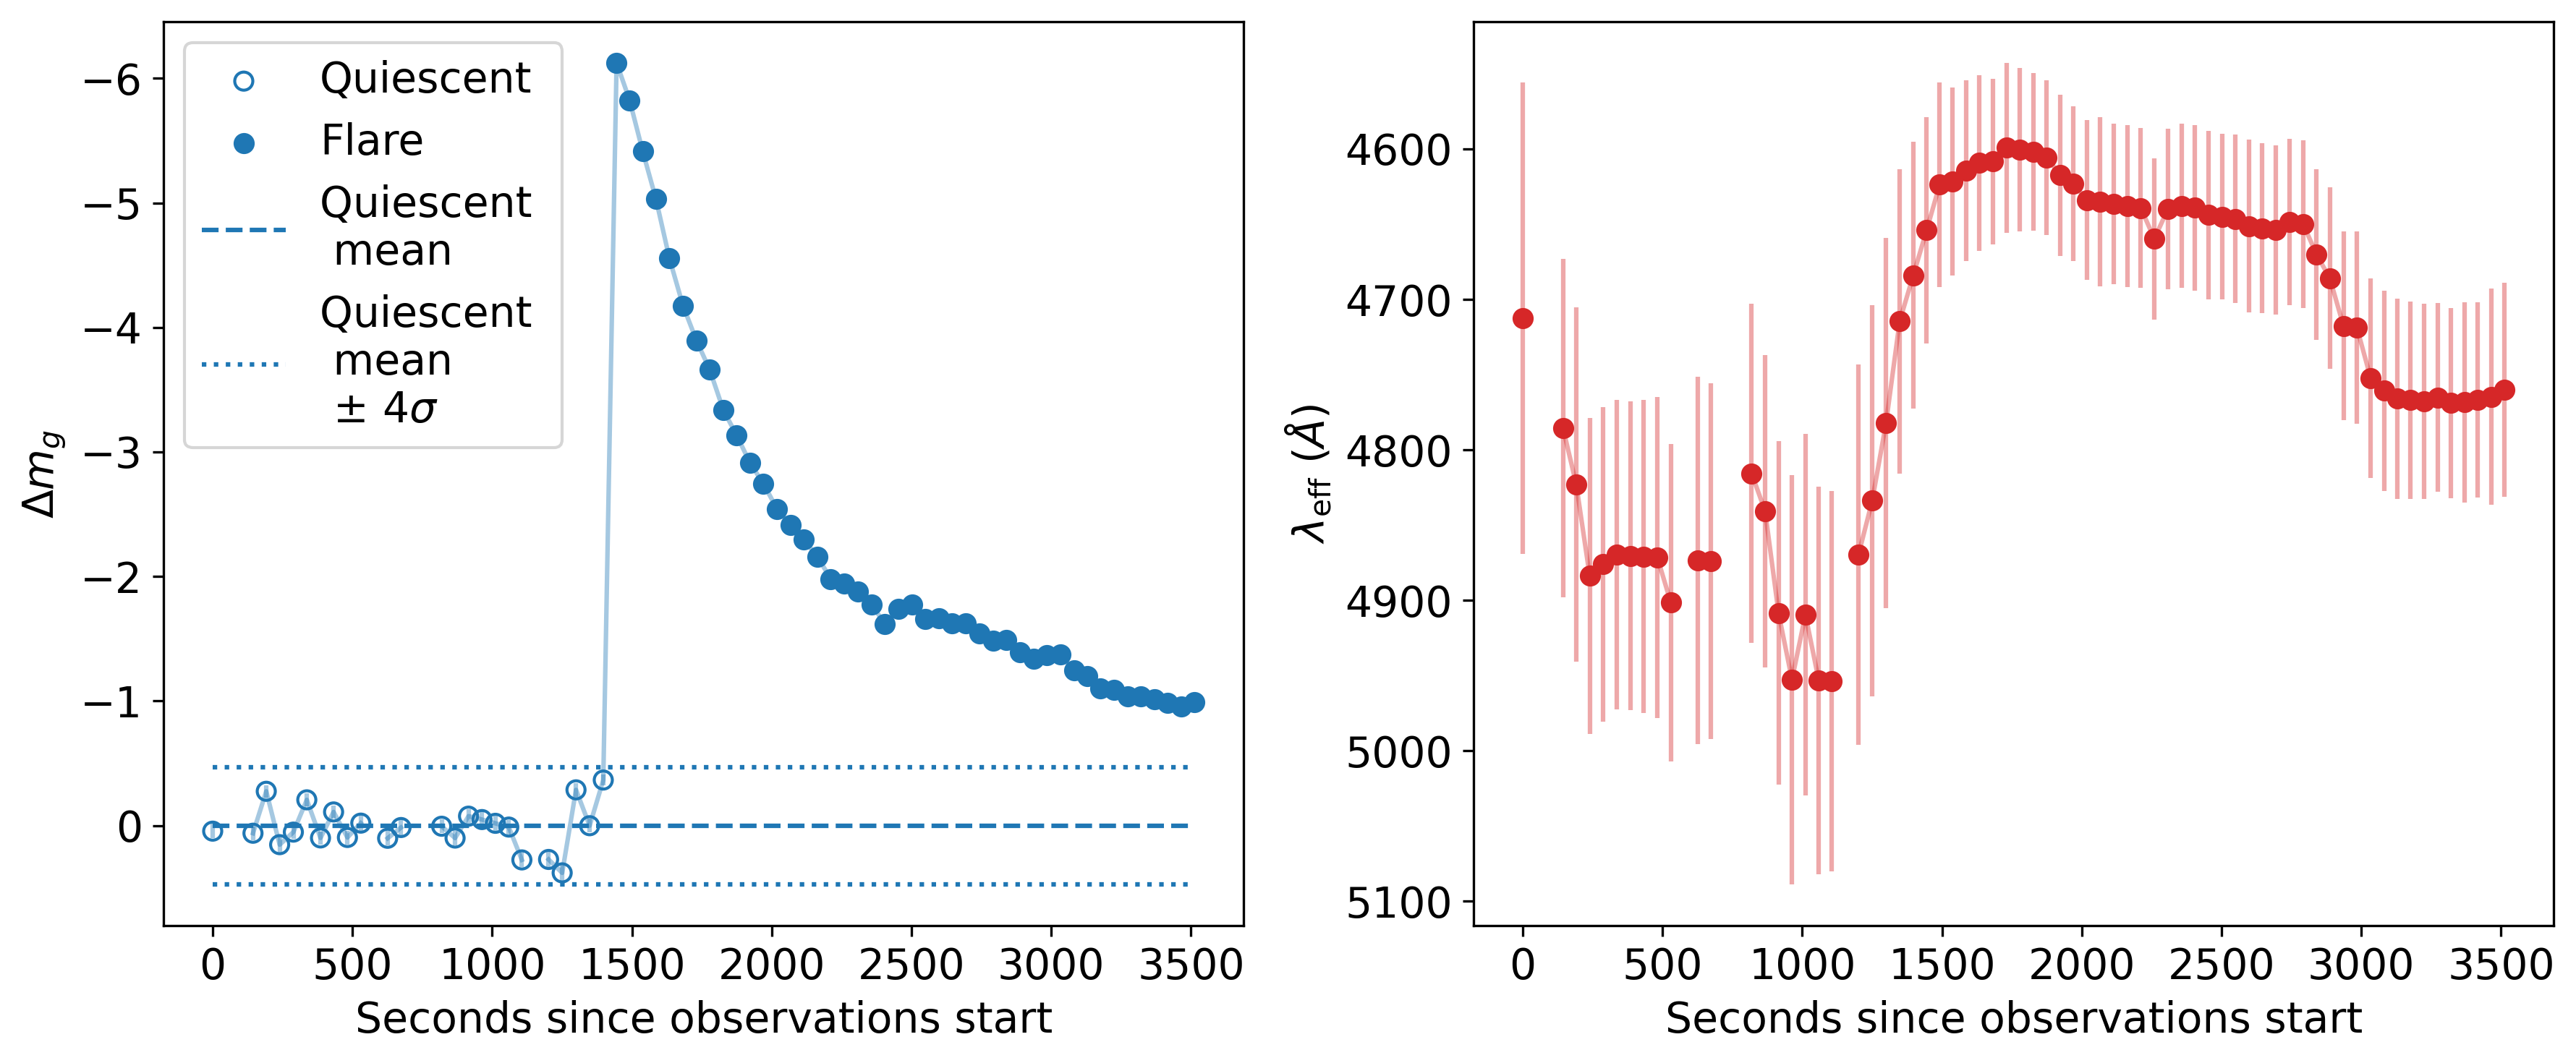 −6
−5
−4
−3
−2
−1
0
Δm_g
Quiescent
Flare
Quiescent
mean
Quiescent
mean
± 4σ
0 500 1000 1500 2000 2500 3000 3500
Seconds since observations start
4600
4700
4800
4900
5000
5100
λ_eff (Å)
0 500 1000 1500 2000 2500 3000 3500
Seconds since observations start